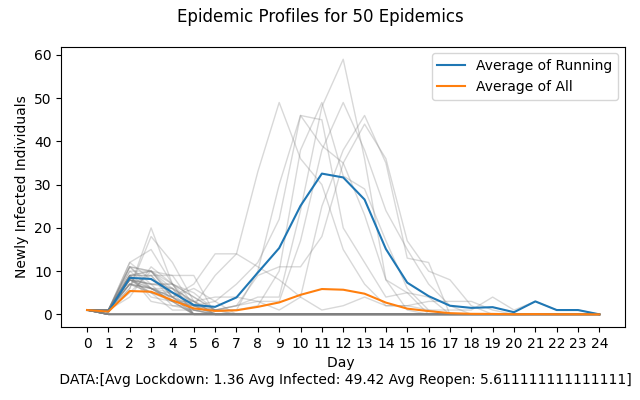 Epidemic Profiles for 50 Epidemics
60
50
40
30
20
10
0
Newly Infected Individuals
Average of Running
Average of All
0 1 2 3 4 5 6 7 8 9 10 11 12 13 14 15 16 17 18 19 20 21 22 23 24
Day
DATA:[Avg Lockdown: 1.36 Avg Infected: 49.42 Avg Reopen: 5.611111111111111]